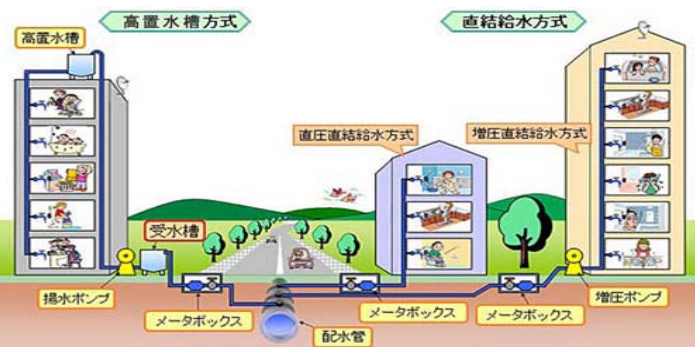 高置水槽方式
直結給水方式
高置水槽
直圧直結給水方式
増圧直結給水方式
受水槽
揚水ポンプ
メータボックス
配水管
メータボックス
メータボックス
増圧ポンプ